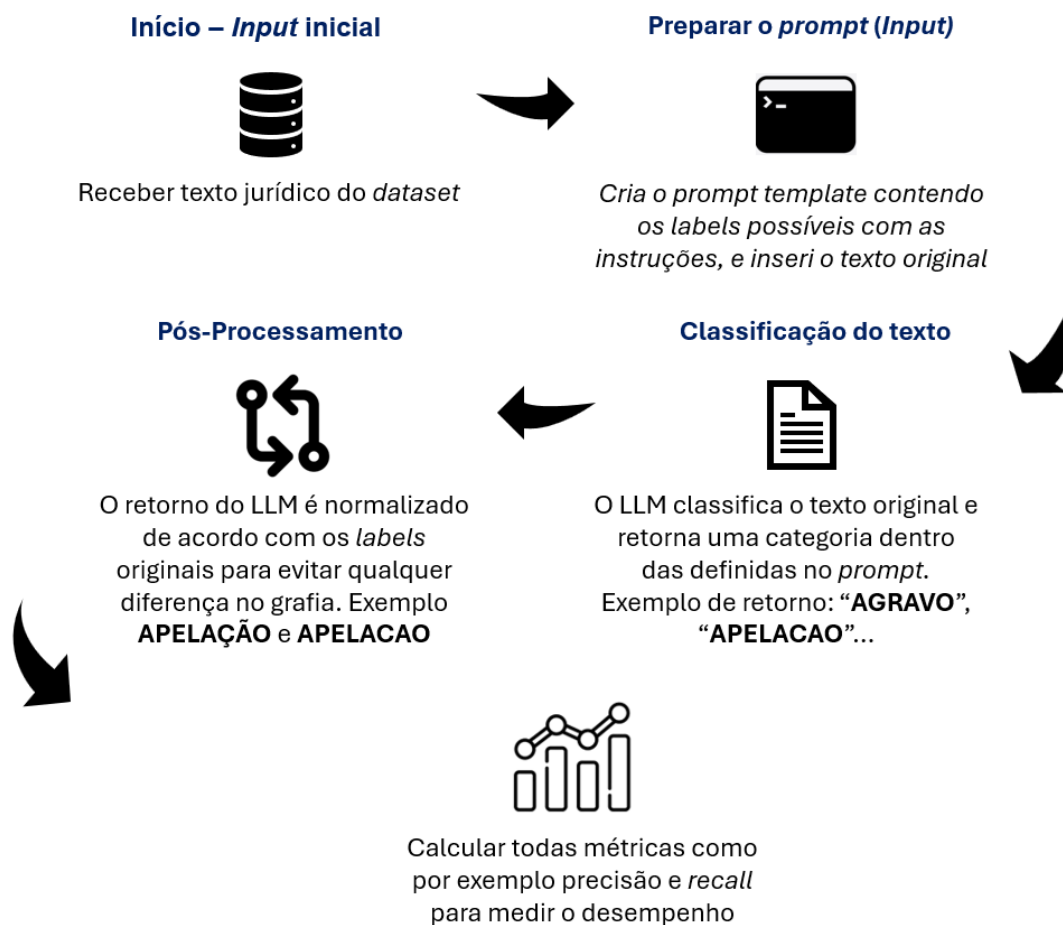 Início – Input inicial
Receber texto jurídico do dataset
Preparar o prompt (Input)
>_
Cria o prompt template contendo
os labels possíveis com as
instruções, e inseri o texto original
Classificação do texto
O LLM classifica o texto original e
retorna uma categoria dentro
das definidas no prompt.
Exemplo de retorno: “AGRAVO”,
“APELACAO”...
Pós-Processamento
O retorno do LLM é normalizado
de acordo com os labels
originais para evitar qualquer
diferença no grafia. Exemplo
APELAÇÃO e APELACAO
Calcular todas métricas como
por exemplo precisão e recall
para medir o desempenho